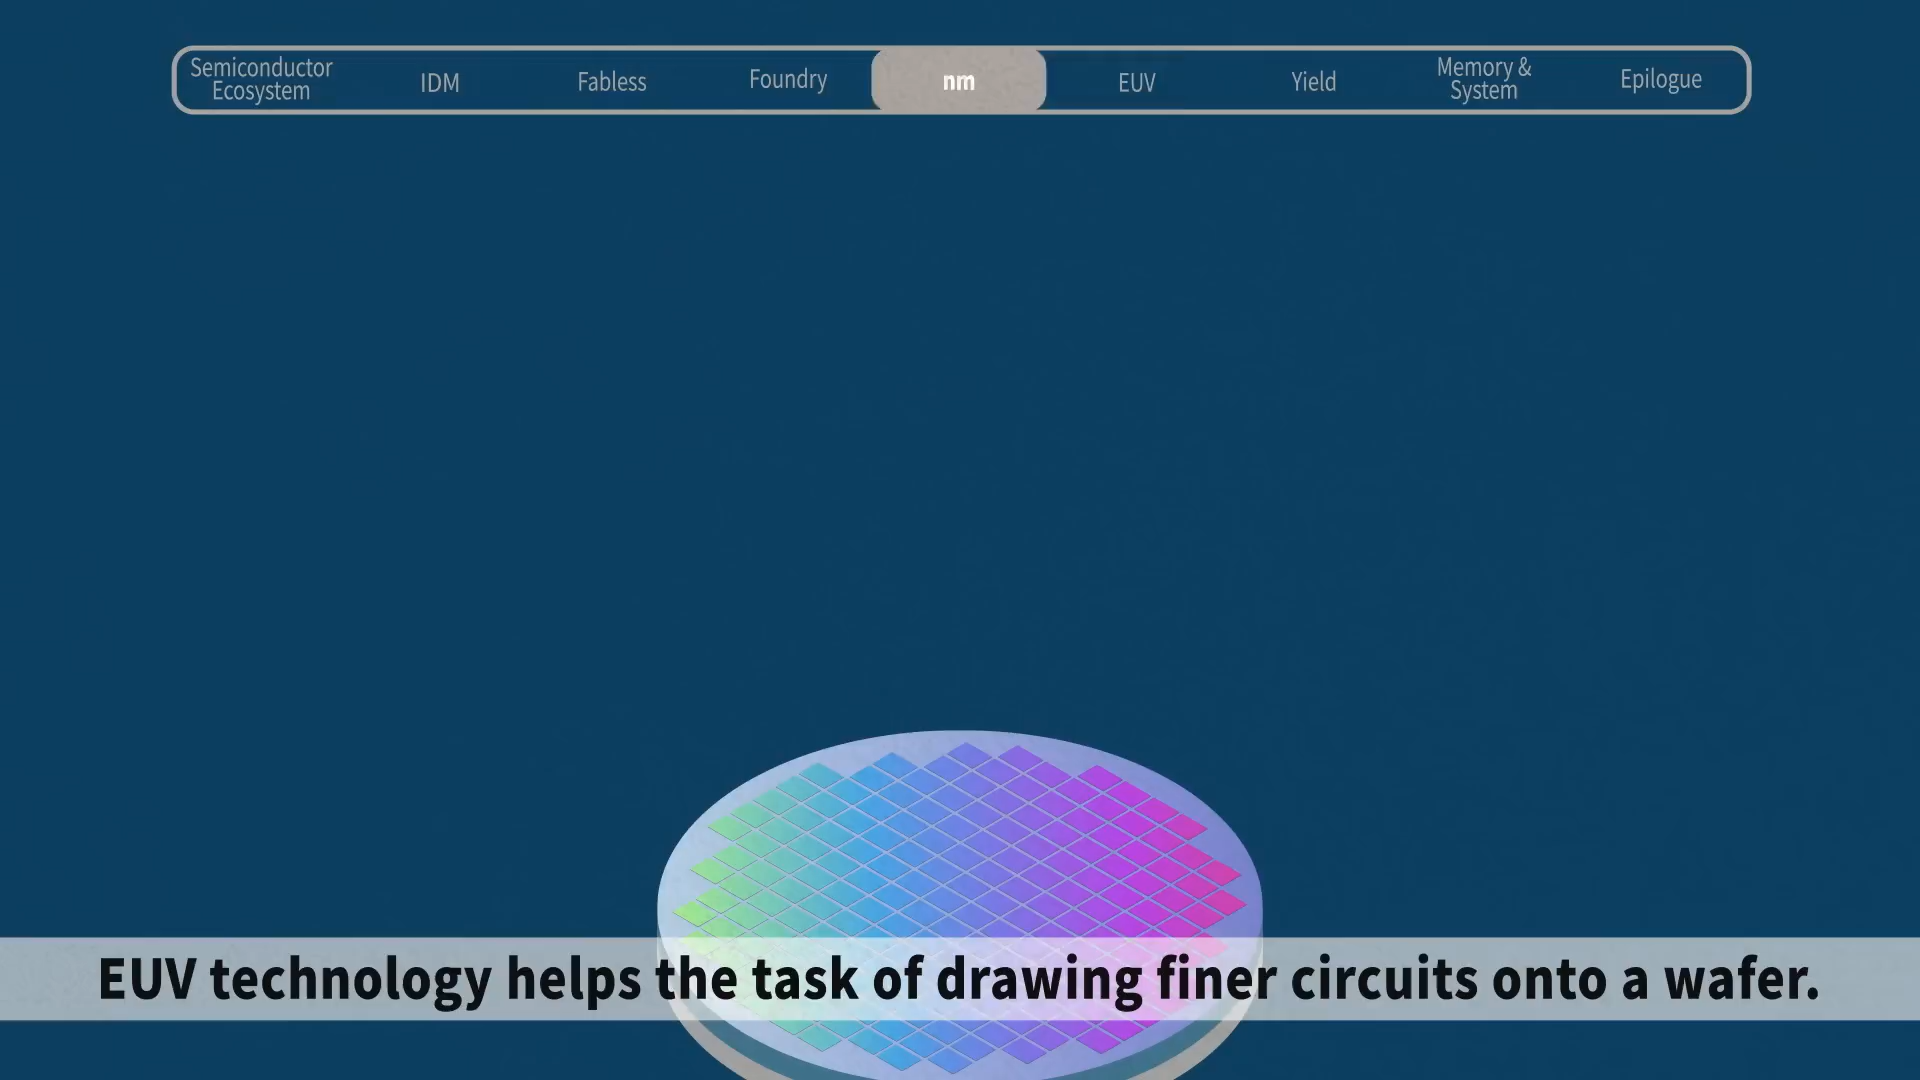 Semiconductor
Ecosystem
IDM
Fabless
Foundry
nm
EUV
Yield
Memory &
System
Epilogue
EUV technology helps the task of drawing finer circuits onto a wafer.